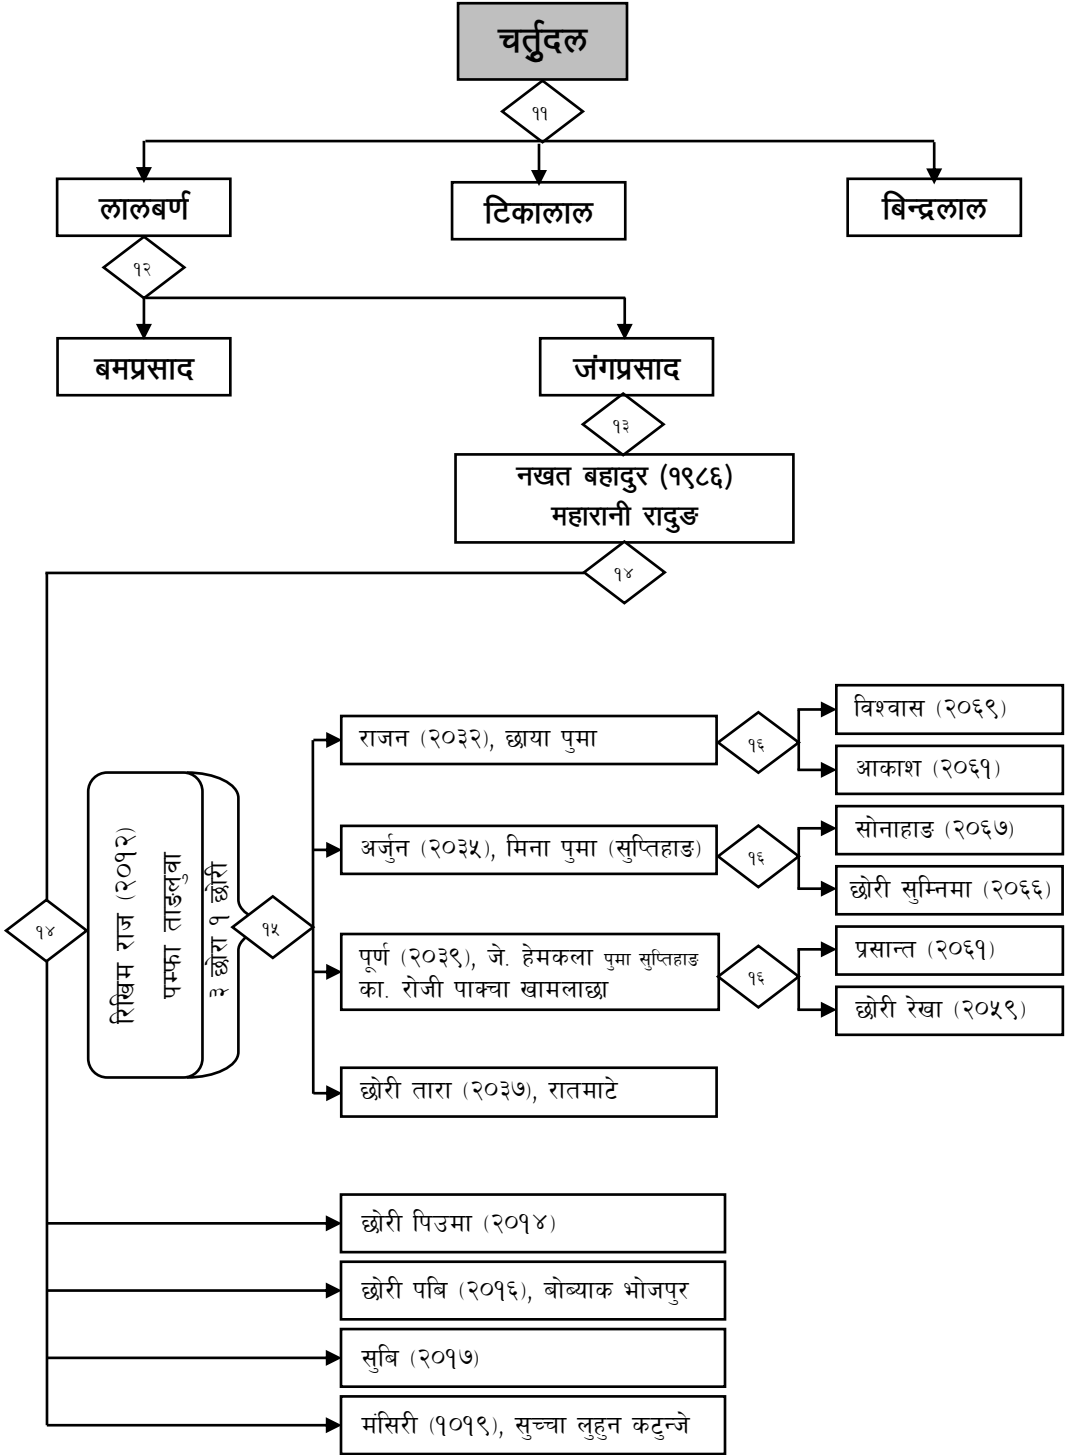 चर्तुदल
११
लालबर्ण
टिकालाल
बिन्द्रलाल
१२
बमप्रसाद
जंगप्रसाद
१३
नखत बहादुर (१९८६)
महारानी रादुङ
१४
१४
रिखिम राज (२०१२)
पम्फा ताङलुवा
३ छोरा १ छोरी
१५
राजन (२०३२), छाया पुमा
१६
विश्वास (२०६९)
आकाश (२०६१)
अर्जुन (२०३५), मिना पुमा (सुप्तिहाङ)
१६
सोनाहाङ (२०६७)
छोरी सुम्निमा (२०६६)
पूर्ण (२०३९), जे. हेमकला पुमा सुप्तिहाङ
का. रोजी पाक्चा खामलाछा
१६
प्रसान्त (२०६१)
छोरी रेखा (२०५९)
छोरी तारा (२०३७), रातमाटे
छोरी पिउमा (२०१४)
छोरी पबि (२०१६), बोब्याक भोजपुर
सुबि (२०१७)
मंसिरी (१०१९), सुच्चा लुहुन कटुन्जे